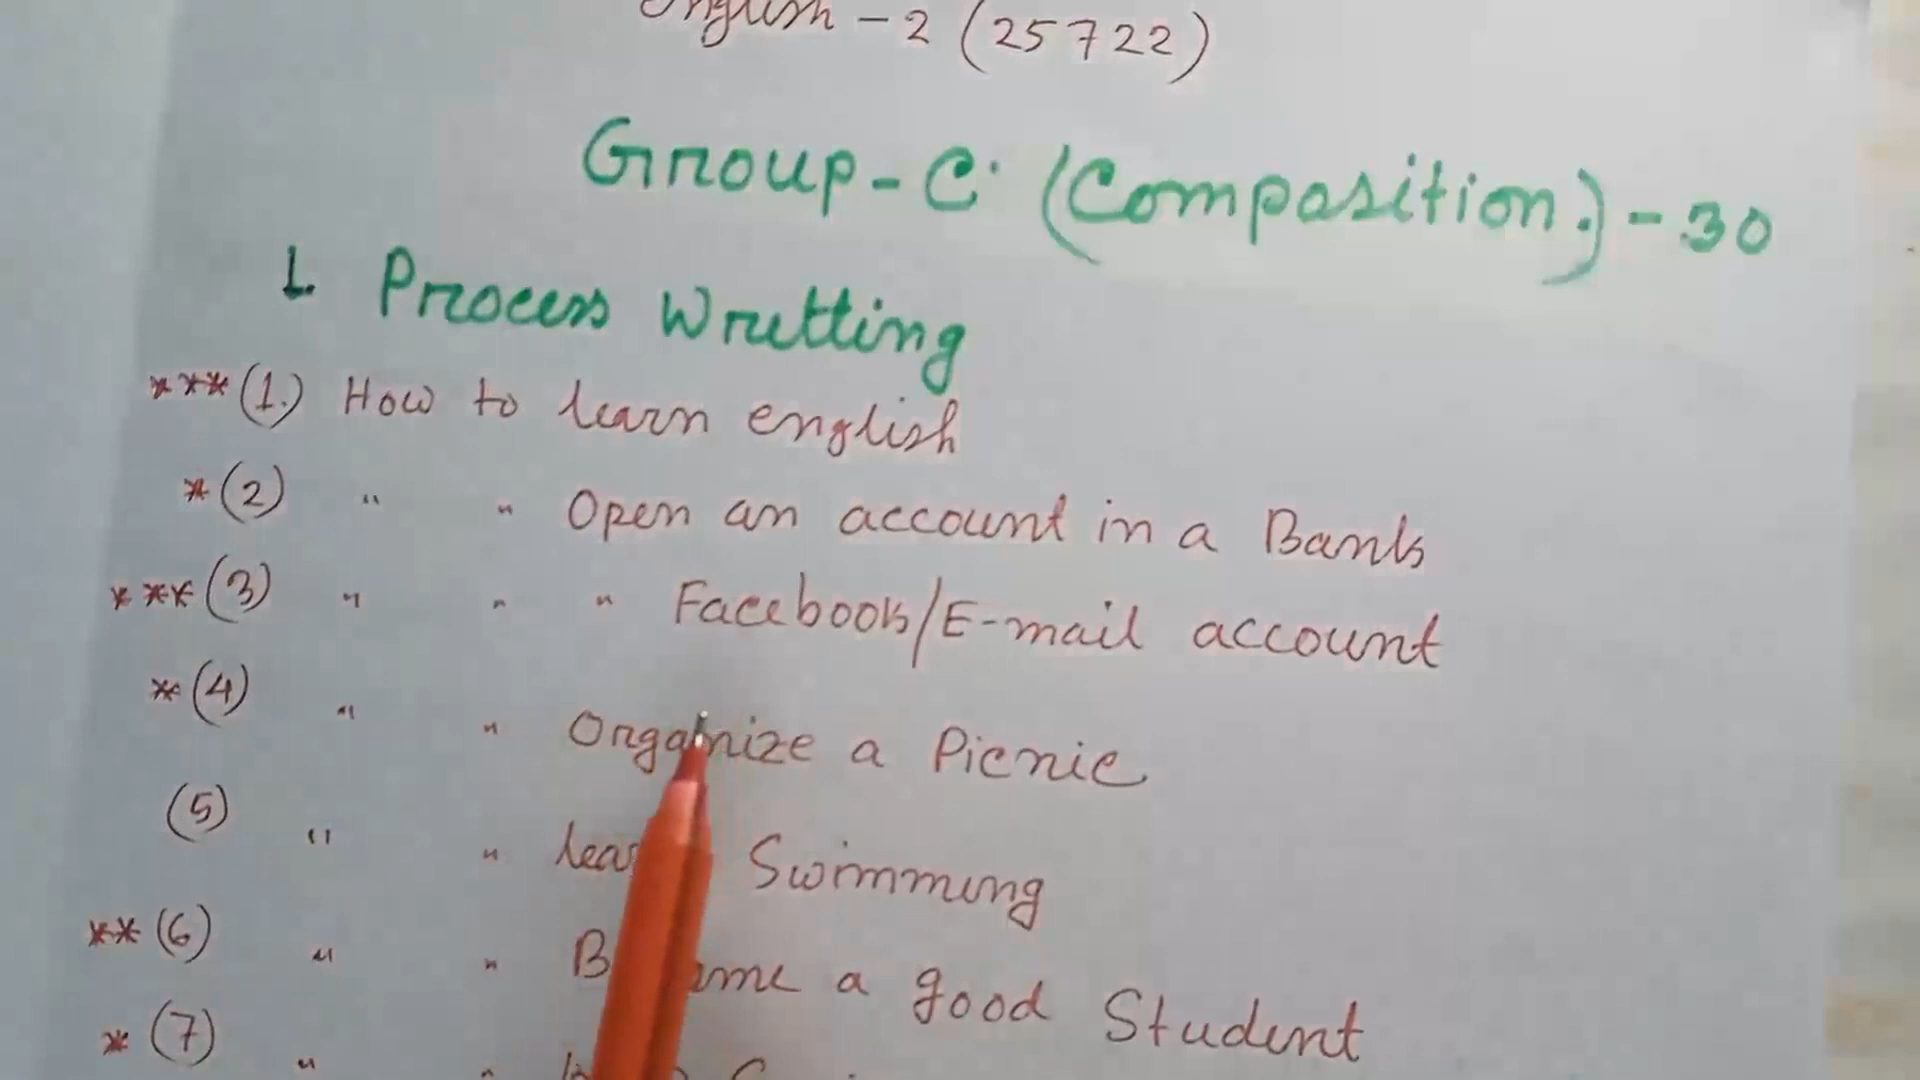 English - 2 (25722)
Group - C (Composition) - 30
1. Process Writting
*** (1.) How to learn english
* (2) " " Open an account in a Bank
*** (3) " " " Facebook/E-mail account
* (4) " " Organize a Picnic
(5) " " Swimming
** (6) " " a good Student
* (7) " "